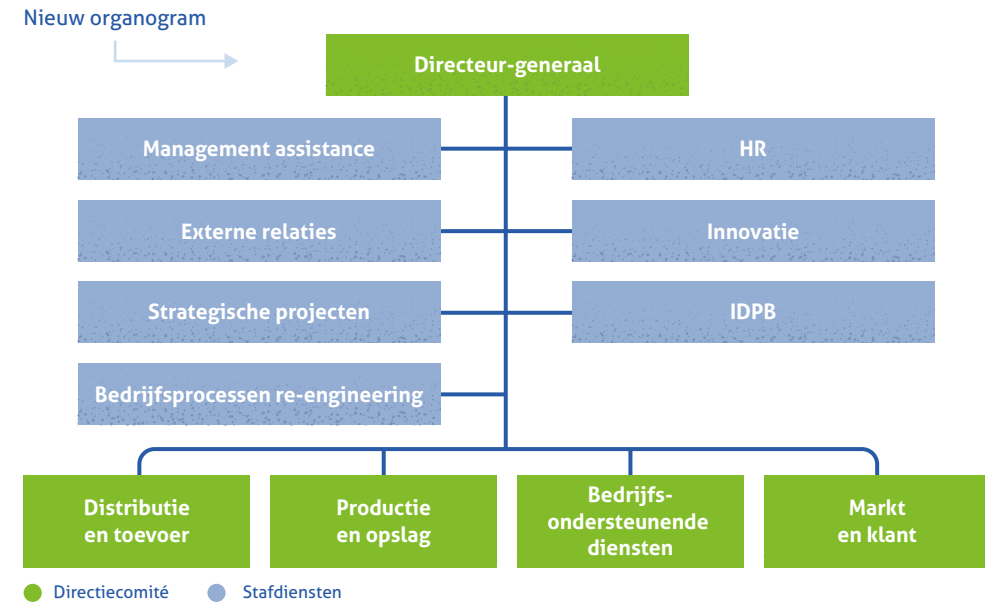 Nieuw organogram
Directeur-generaal
Management assistance
HR
Externe relaties
Innovatie
Strategische projecten
IDPB
Bedrijfsprocessen re-engineering
Distributie
en toevoer
Productie
en opslag
Bedrijfs-
ondersteunende
diensten
Markt
en klant
Directiecomité
Stafdiensten